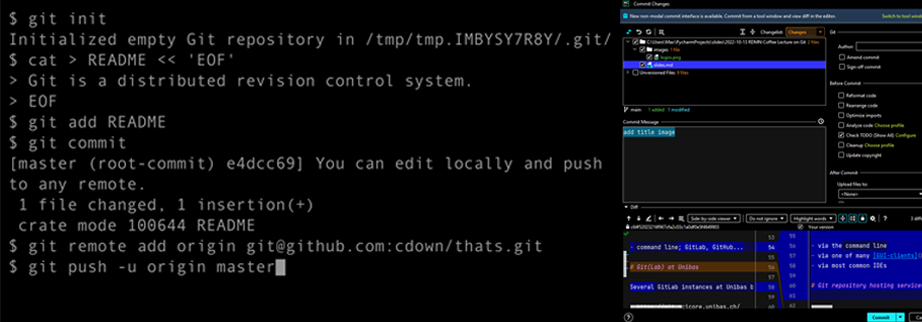 $ git init
Initialized empty Git repository in /tmp/tmp.IMBYSY7R8Y/.git/
$ cat > README << 'EOF'
> Git is a distributed revision control system.
> EOF
$ git add README
$ git commit
[master (root-commit) e4dcc69] You can edit locally and push
to any remote.
1 file changed, 1 insertion(+)
crate mode 100644 README
$ git remote add origin git@github.com:cdown/thats.git
$ git push -u origin master
Commit Changes
New non-modal commit interface is available. Commit from a tool window and view diff in the editor.
Switch to tool wind
Changelist:
Changes
Git
2 files
images 1 file
logos.png
slides.md
Unversioned Files 9 files
Author:
Amend commit
Sign-off commit
Before Commit
Reformat code
Rearrange code
Optimize imports
Analyze code Choose profile
Check TODO (Show All) Configure
Cleanup Choose profile
Update copyright
main
1 added
1 modified
Commit Message
add title image
After Commit
Upload files to:
<None>
Diff
Side-by-side viewer
Do not ignore
Highlight words
Your version
- command line; GitLab, GitHub...
# Git(Lab) at Unibas
Several GitLab instances at Unibas b
53
54
55
56
57
58
59
- via the command line
- via one of many [GUI-clients]
- via most common IDEs
# Git repository hosting service
Commit